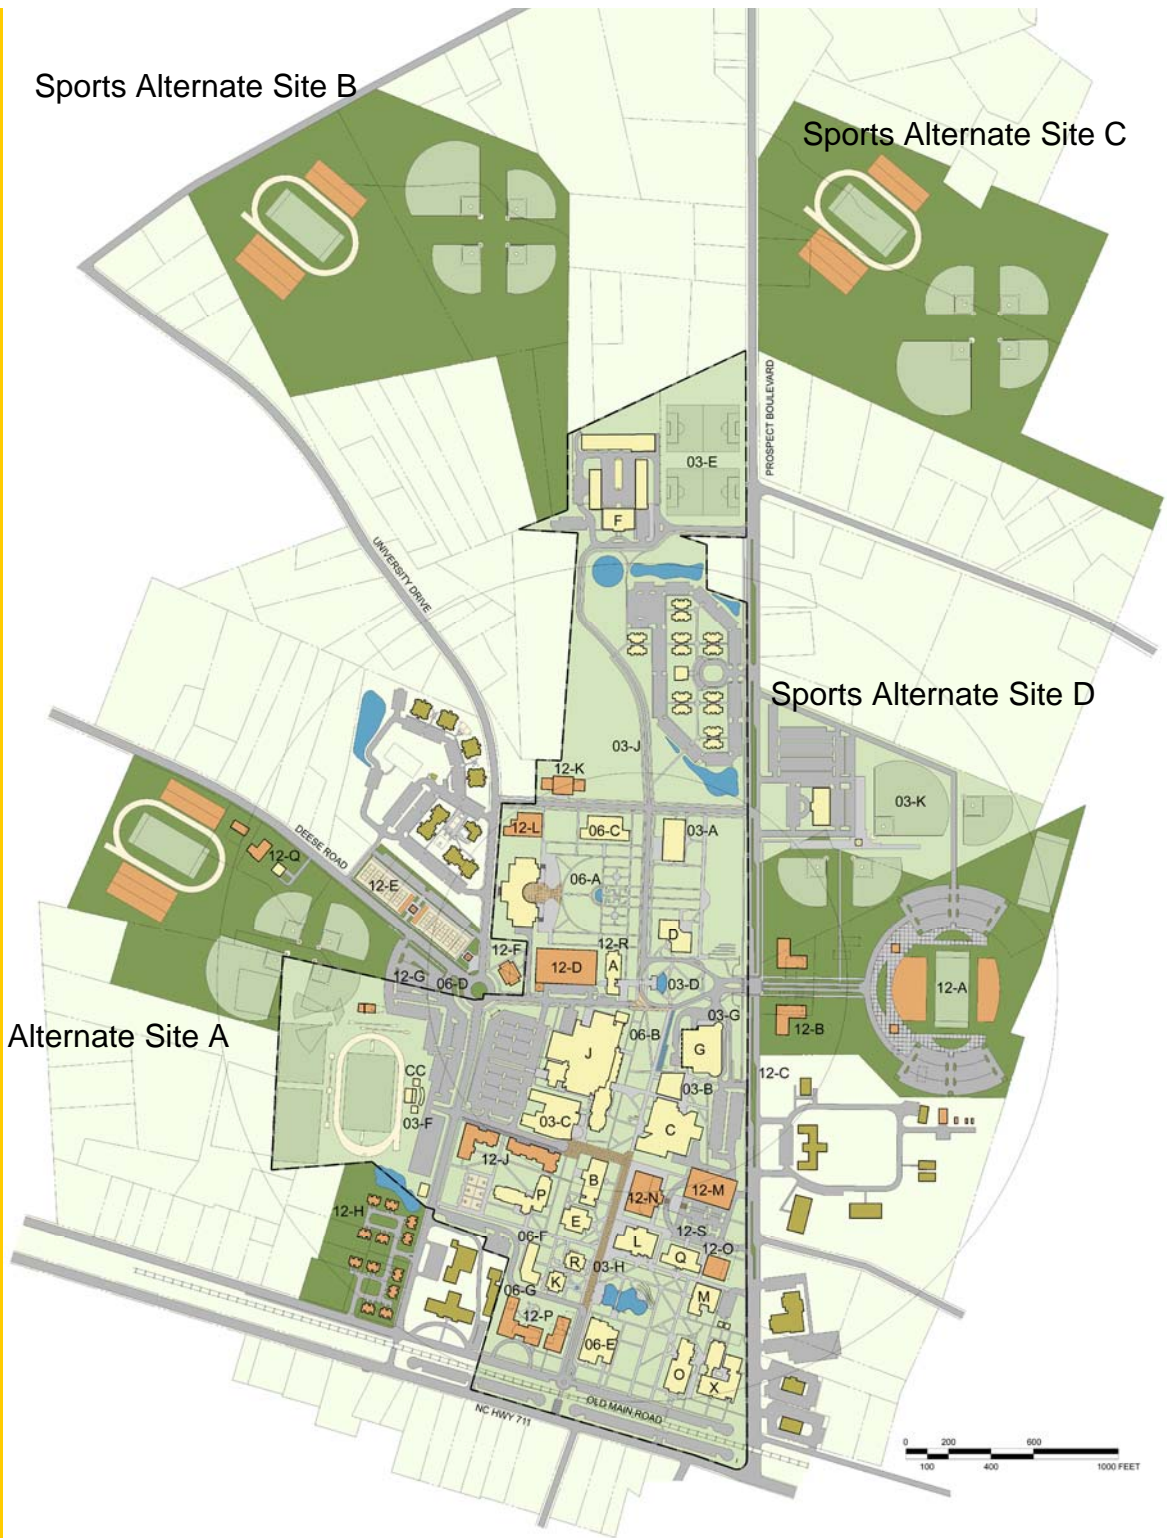 Sports Alternate Site B
Sports Alternate Site C
PROSPECT BOULEVARD
03-E
F
UNIVERSITY DRIVE
Sports Alternate Site D
03-J
12-K
12-L
06-C
03-A
03-K
DEESE ROAD
12-Q
12-E
06-A
D
12-R
12-F
12-D
A
12-G
06-D
03-D
12-A
03-G
12-B
06-B
Alternate Site A
J
G
12-C
CC
03-B
03-F
03-C
C
12-J
B
12-M
P
12-N
12-H
E
12-S
06-F
L
12-O
Q
R
03-H
K
06-G
M
12-P
06-E
O
X
OLD MAIN ROAD
NC HWY 711
0 200 600
100 400 1000 FEET